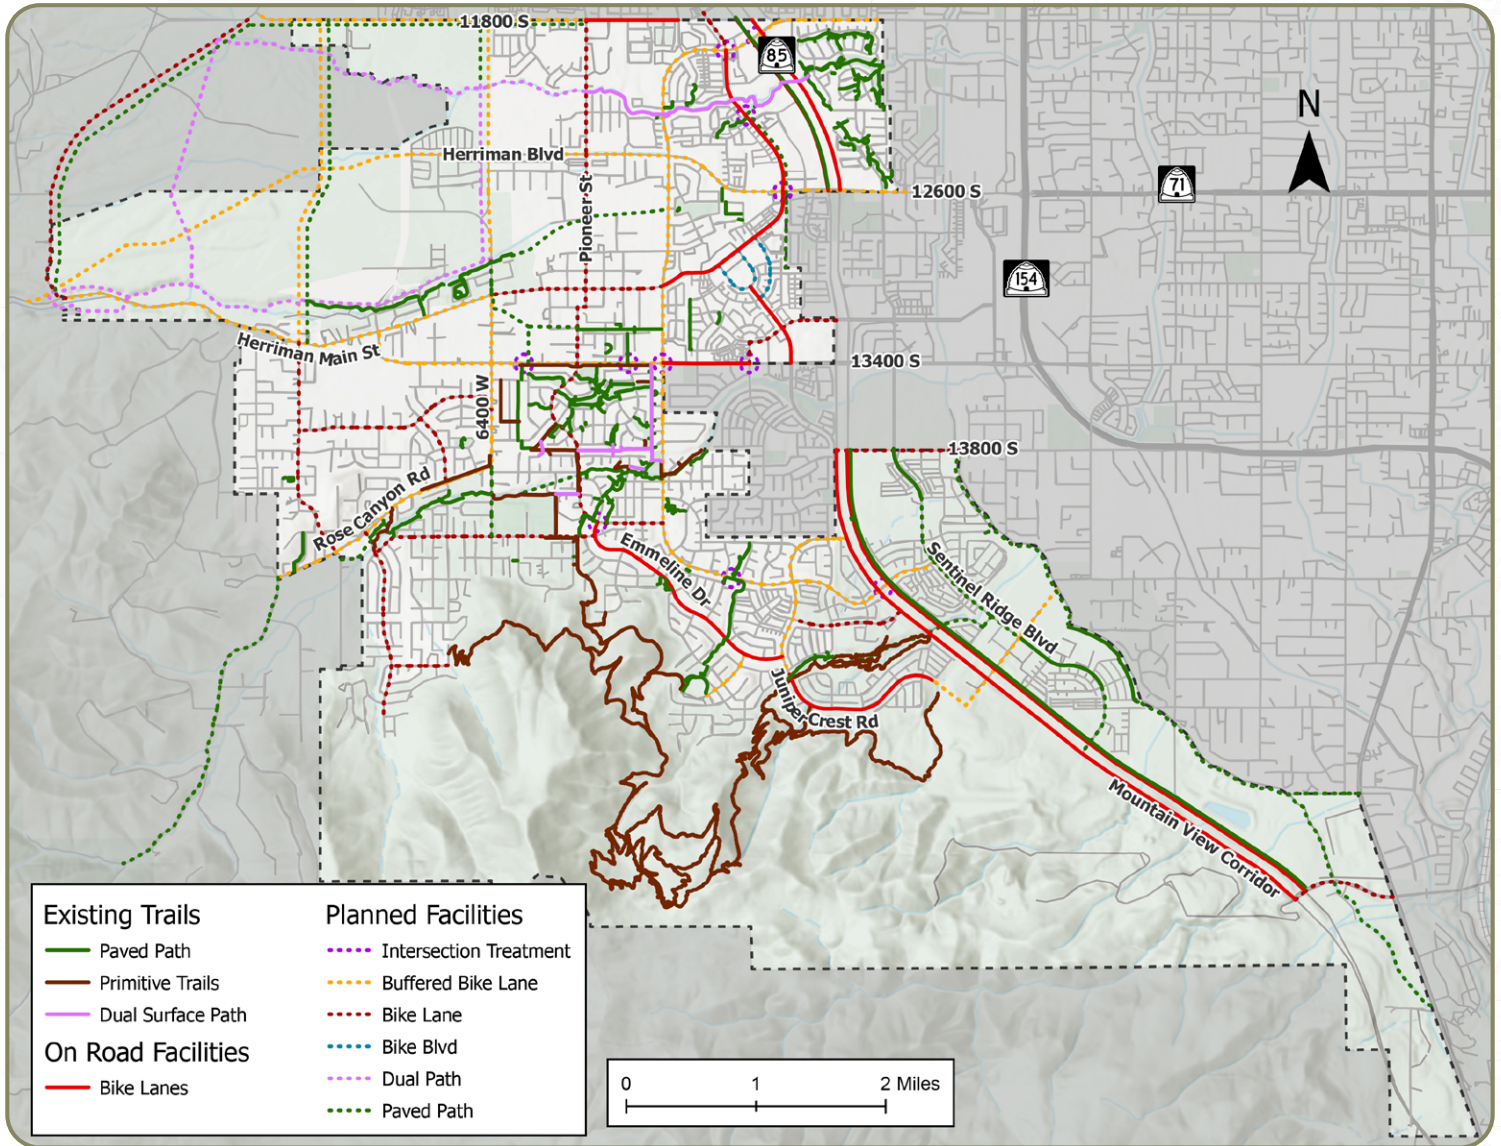 11800 S
85
N
Herriman Blvd
71
12600 S
Pioneer St
154
Herriman Main St
13400 S
6400 W
13800 S
Rose Canyon Rd
Emmeline Dr
Sentinel Ridge Blvd
Juniper Crest Rd
Mountain View Corridor
Existing Trails
Paved Path
Primitive Trails
Dual Surface Path
On Road Facilities
Bike Lanes
Planned Facilities
Intersection Treatment
Buffered Bike Lane
Bike Lane
Bike Blvd
Dual Path
Paved Path
0 1 2 Miles